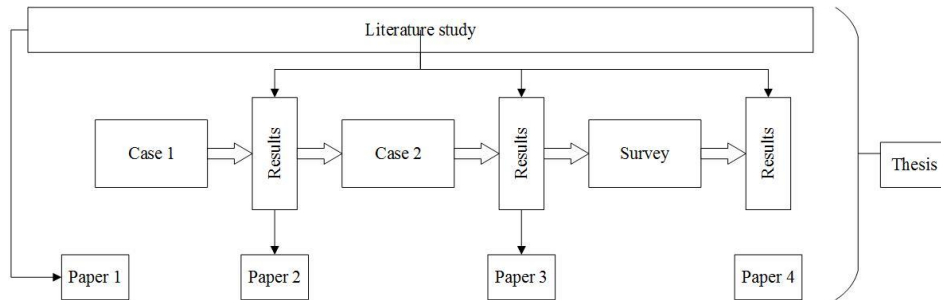 Literature study
Case 1
Results
Case 2
Results
Survey
Results
Thesis
Paper 1
Paper 2
Paper 3
Paper 4